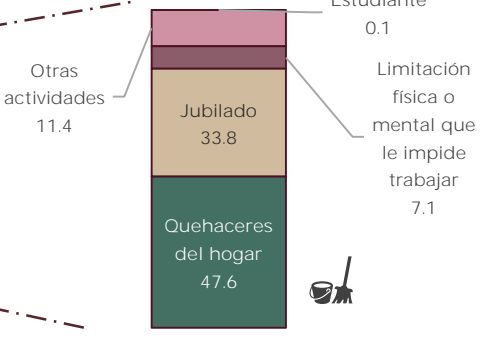 Estudiante
0.1
Otras
actividades
11.4
Limitación
física o
mental que
le impide
trabajar
7.1
Jubilado
33.8
Quehaceres
del hogar
47.6